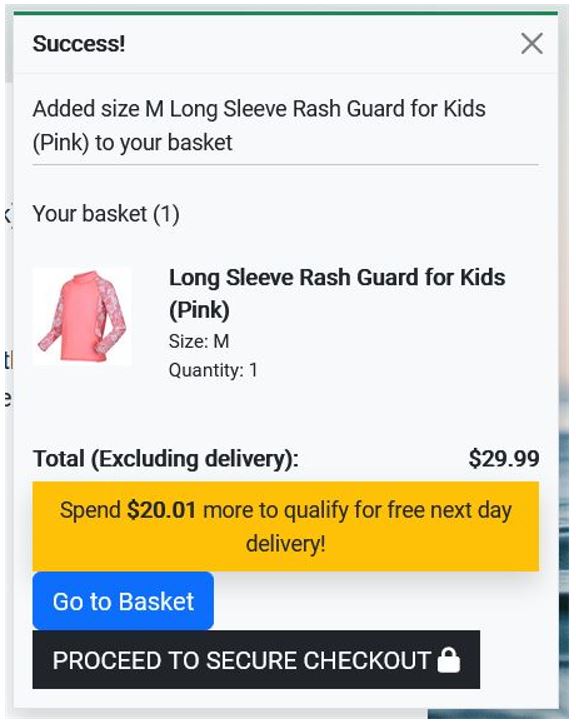 Success!
Added size M Long Sleeve Rash Guard for Kids
(Pink) to your basket
Your basket (1)
Long Sleeve Rash Guard for Kids
(Pink)
Size: M
Quantity: 1
Total (Excluding delivery): $29.99
Spend $20.01 more to qualify for free next day
delivery!
Go to Basket
PROCEED TO SECURE CHECKOUT